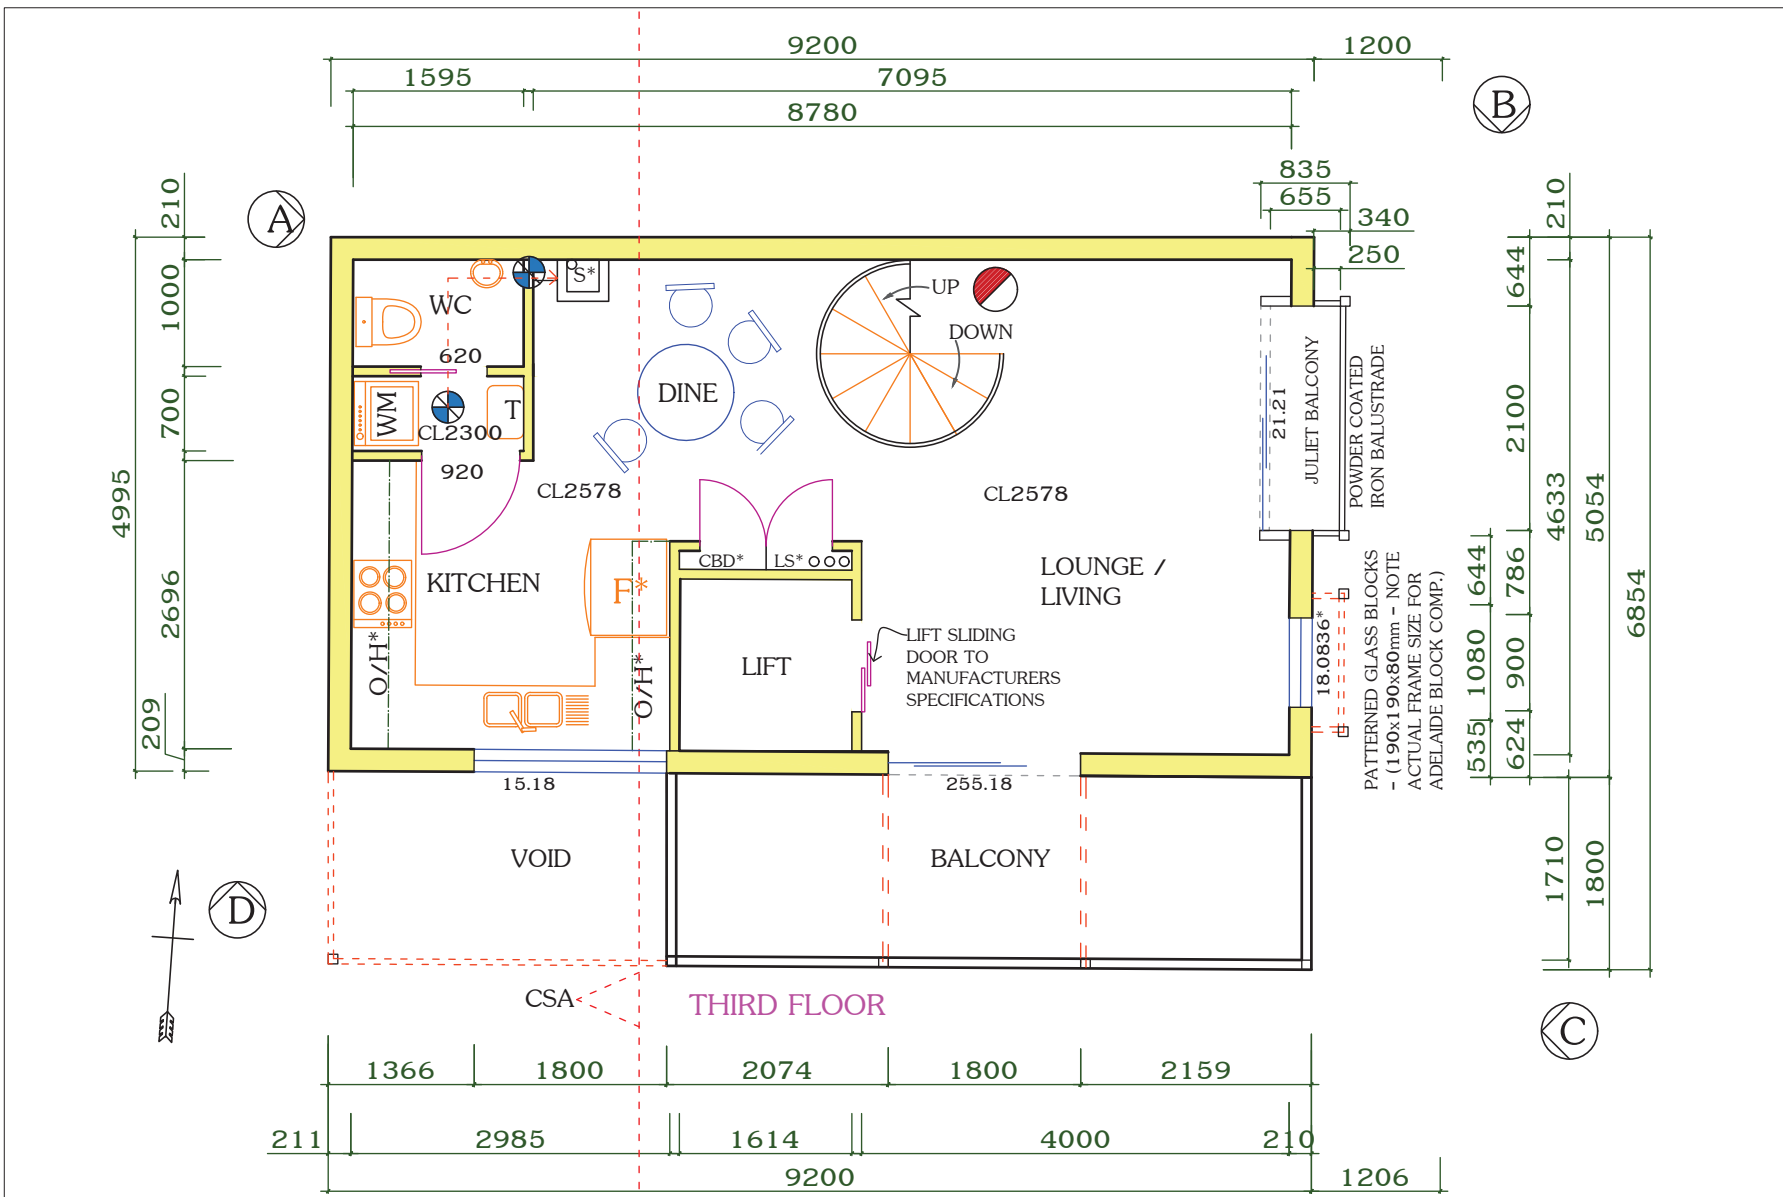 9200
1200
1595
7095
8780
B
835
655
340
250
210
A
210
1000
700
4995
2696
209
S*
WC
620
WM
T
CL2300
920
UP
DOWN
DINE
CL2578
CL2578
21.21
JULIET BALCONY
POWDER COATED
IRON BALUSTRADE
644
2100
4633
5054
6854
644
786
1080
900
535
624
1710
1800
KITCHEN
F*
O/H*
O/H*
CBD*
LS*
LIFT
LOUNGE /
LIVING
LIFT SLIDING
DOOR TO
MANUFACTURERS
SPECIFICATIONS
18.0836*
PATTERNED GLASS BLOCKS
- (190x190x80mm - NOTE
ACTUAL FRAME SIZE FOR
ADELAIDE BLOCK COMP.)
15.18
255.18
VOID
BALCONY
D
CSA
THIRD FLOOR
C
1366
1800
2074
1800
2159
211
2985
1614
4000
210
9200
1206